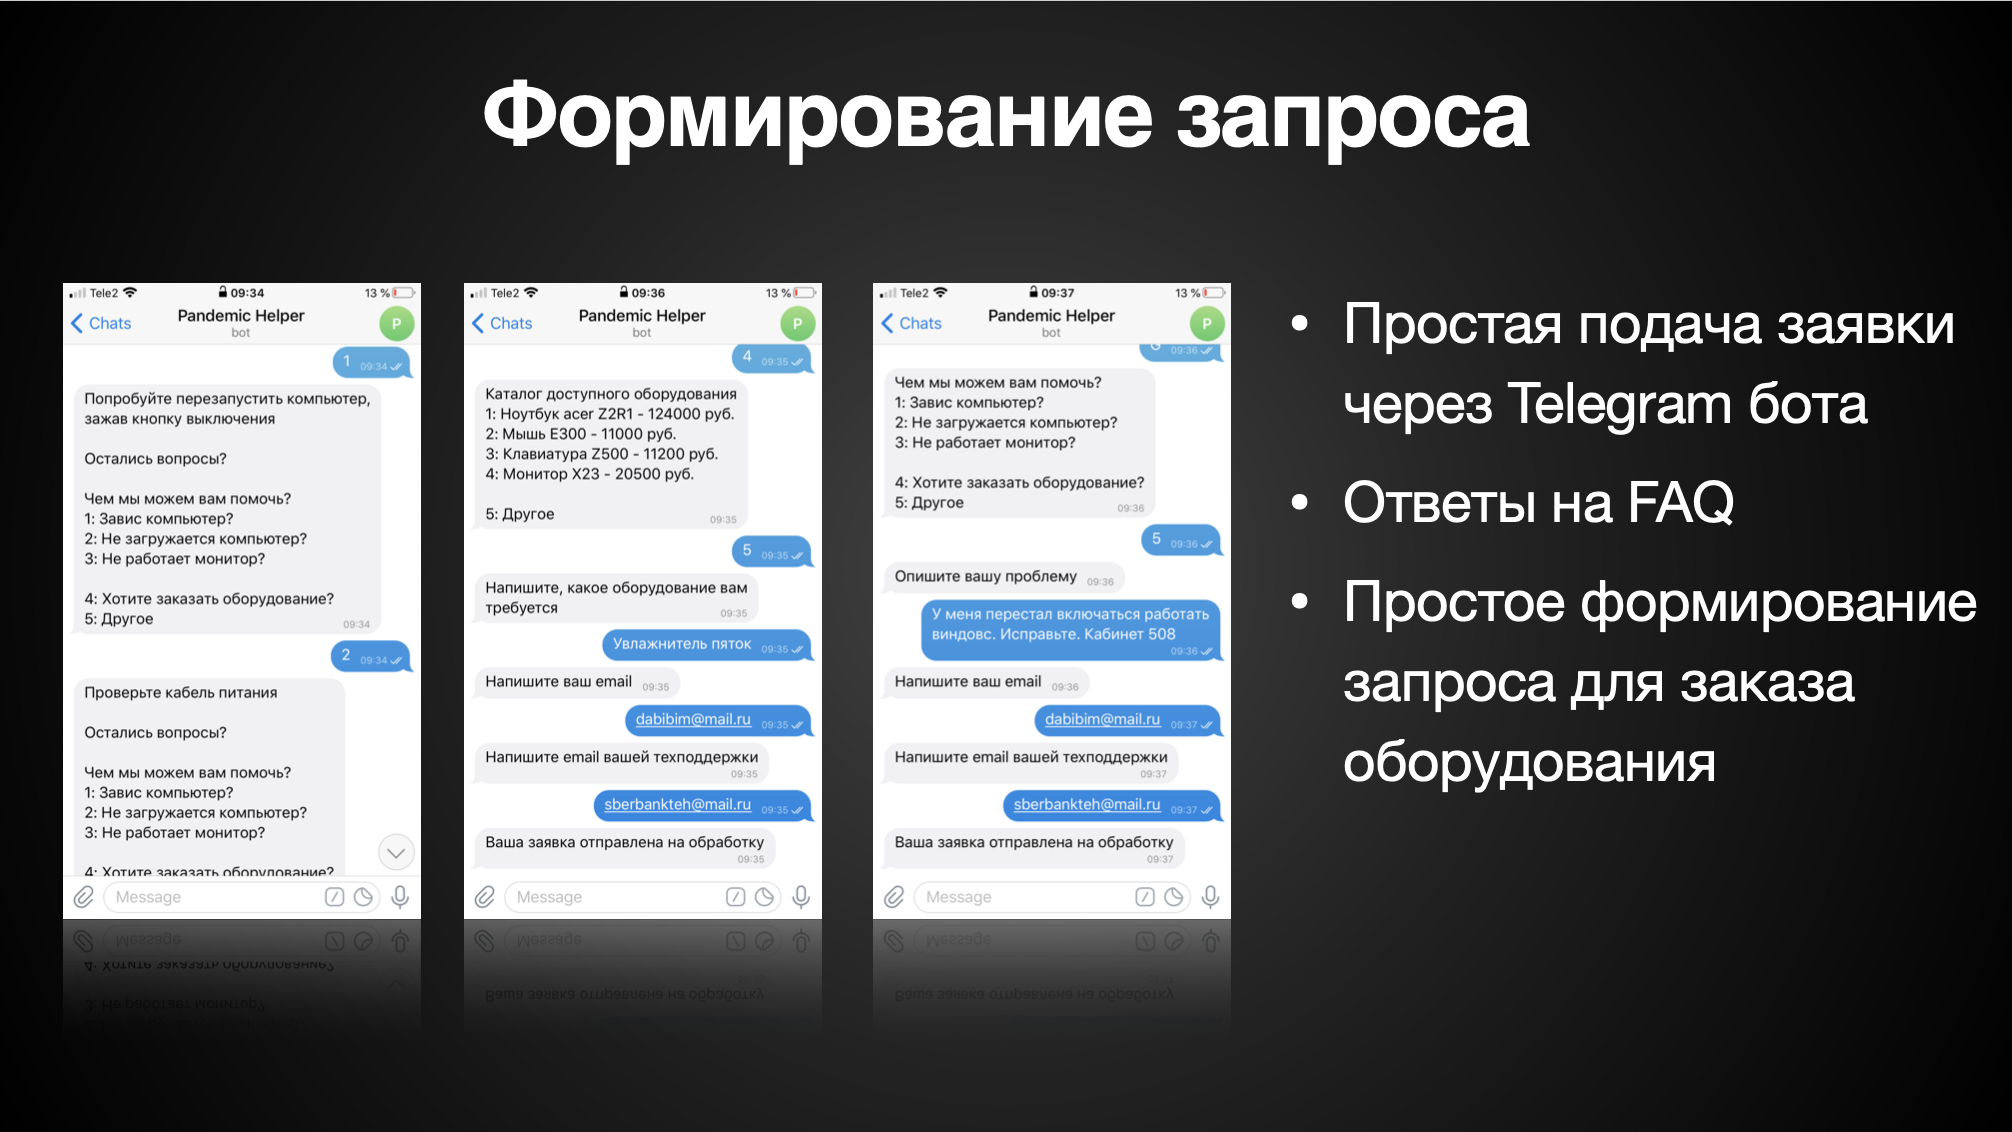 Формирование запроса
Tele2 09:34 13 %
Chats Pandemic Helper P
bot
1 09:34
Попробуйте перезапустить компьютер,
зажав кнопку выключения
Остались вопросы?
Чем мы можем вам помочь?
1: Завис компьютер?
2: Не загружается компьютер?
3: Не работает монитор?
4: Хотите заказать оборудование?
5: Другое 09:34
2 09:34
Проверьте кабель питания
Остались вопросы?
Чем мы можем вам помочь?
1: Завис компьютер?
2: Не загружается компьютер?
3: Не работает монитор?
4: Хотите заказать оборудование?
Message
Tele2 09:36 13 %
Chats Pandemic Helper P
bot
4 09:35
Каталог доступного оборудования
1: Ноутбук acer Z2R1 - 124000 руб.
2: Мышь E300 - 11000 руб.
3: Клавиатура Z500 - 11200 руб.
4: Монитор X23 - 20500 руб.
5: Другое 09:35
5 09:35
Напишите, какое оборудование вам
требуется 09:35
Увлажнитель пяток 09:35
Напишите ваш email 09:35
dabibim@mail.ru 09:35
Напишите email вашей техподдержки
09:35
sberbankteh@mail.ru 09:35
Ваша заявка отправлена на обработку
09:35
Message
Tele2 09:37 13 %
Chats Pandemic Helper P
bot
09:36
Чем мы можем вам помочь?
1: Завис компьютер?
2: Не загружается компьютер?
3: Не работает монитор?
4: Хотите заказать оборудование?
5: Другое 09:36
5 09:36
Опишите вашу проблему 09:36
У меня перестал включаться работать
виндовс. Исправьте. Кабинет 508
09:36
Напишите ваш email 09:36
dabibim@mail.ru 09:37
Напишите email вашей техподдержки
09:37
sberbankteh@mail.ru 09:37
Ваша заявка отправлена на обработку
09:37
Message
• Простая подача заявки
через Telegram бота
• Ответы на FAQ
• Простое формирование
запроса для заказа
оборудования